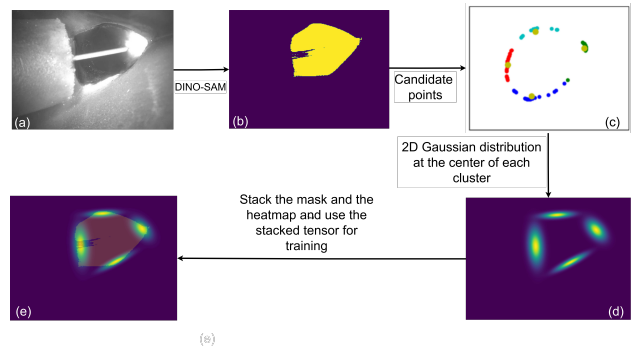 (a)
DINO-SAM
(b)
Candidate
points
(c)
2D Gaussian distribution
at the center of each
cluster
(d)
Stack the mask and the
heatmap and use the
stacked tensor for
training
(e)